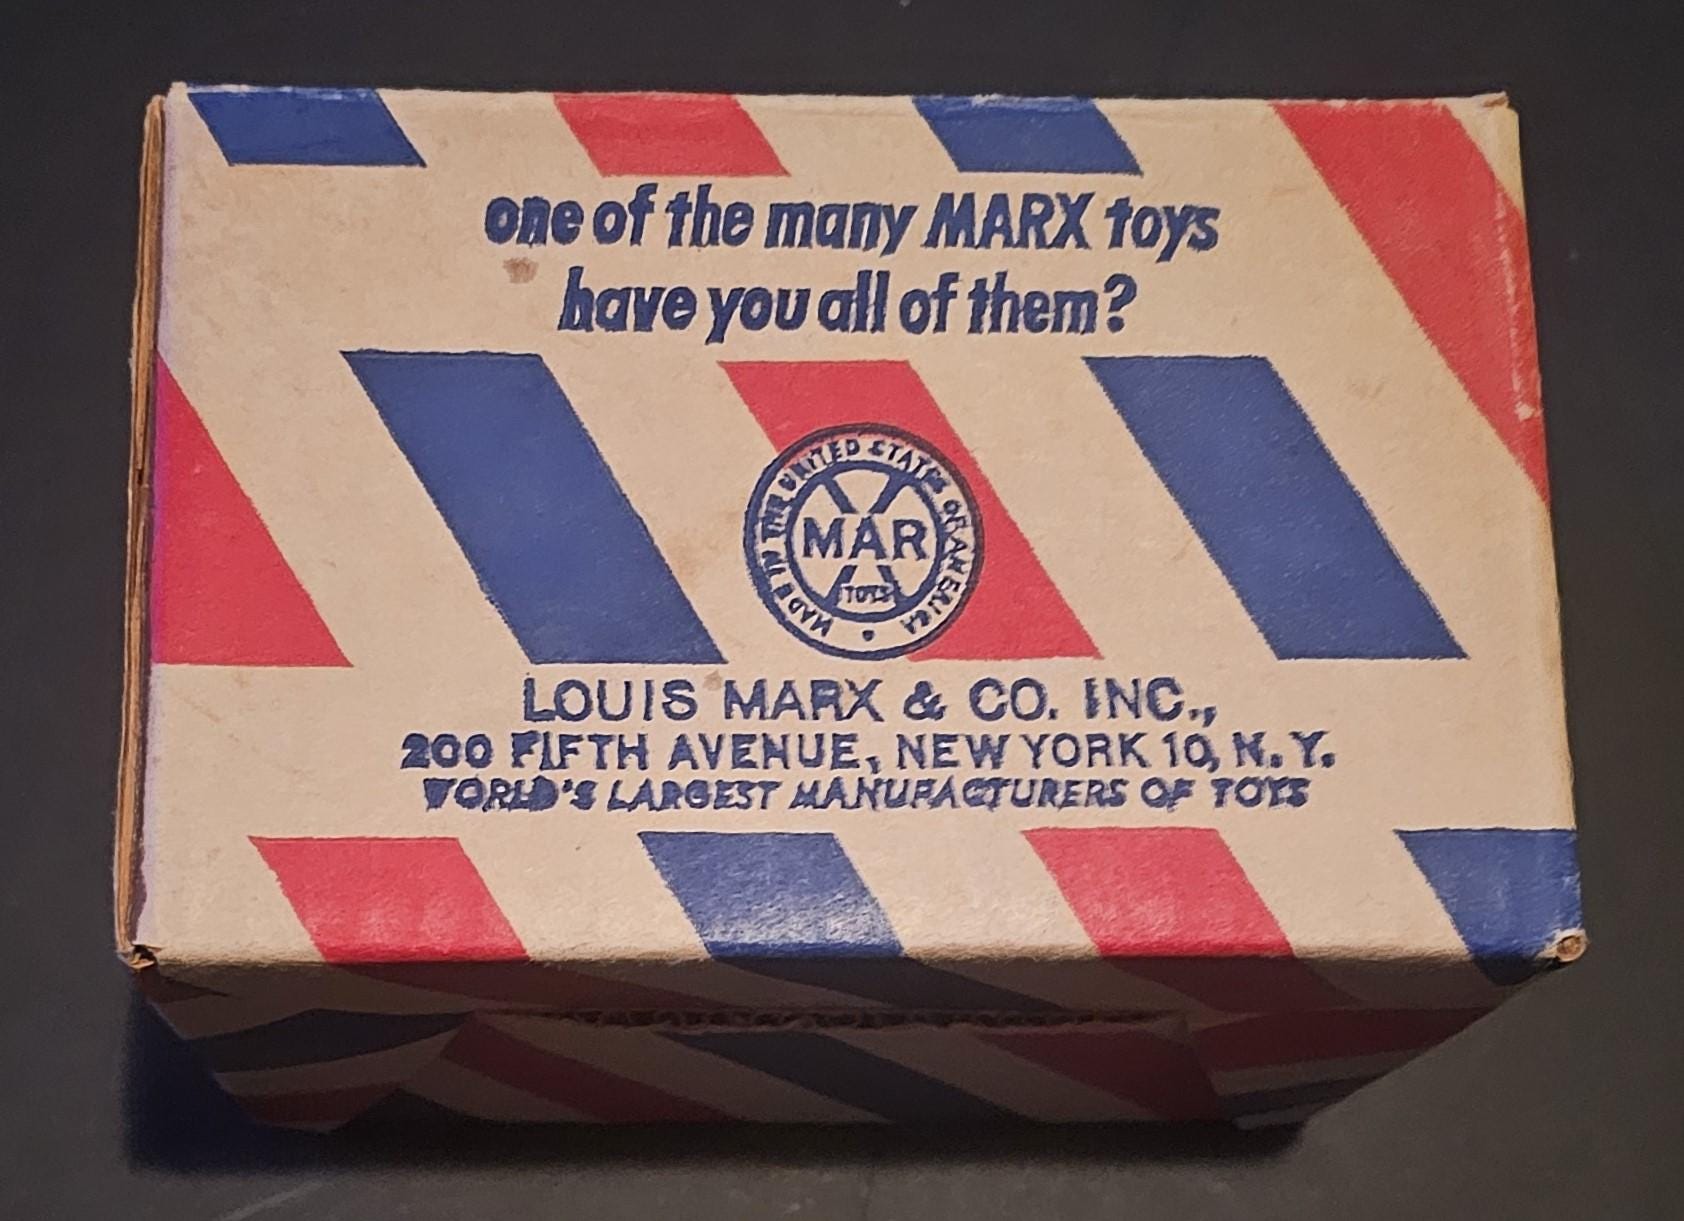 one of the many MARX toys
have you all of them?
MADE IN THE UNITED STATES OF AMERICA
MAR
X
TOYS
LOUIS MARX & CO. INC.,
200 FIFTH AVENUE, NEW YORK 10, N. Y.
WORLD'S LARGEST MANUFACTURERS OF TOYS